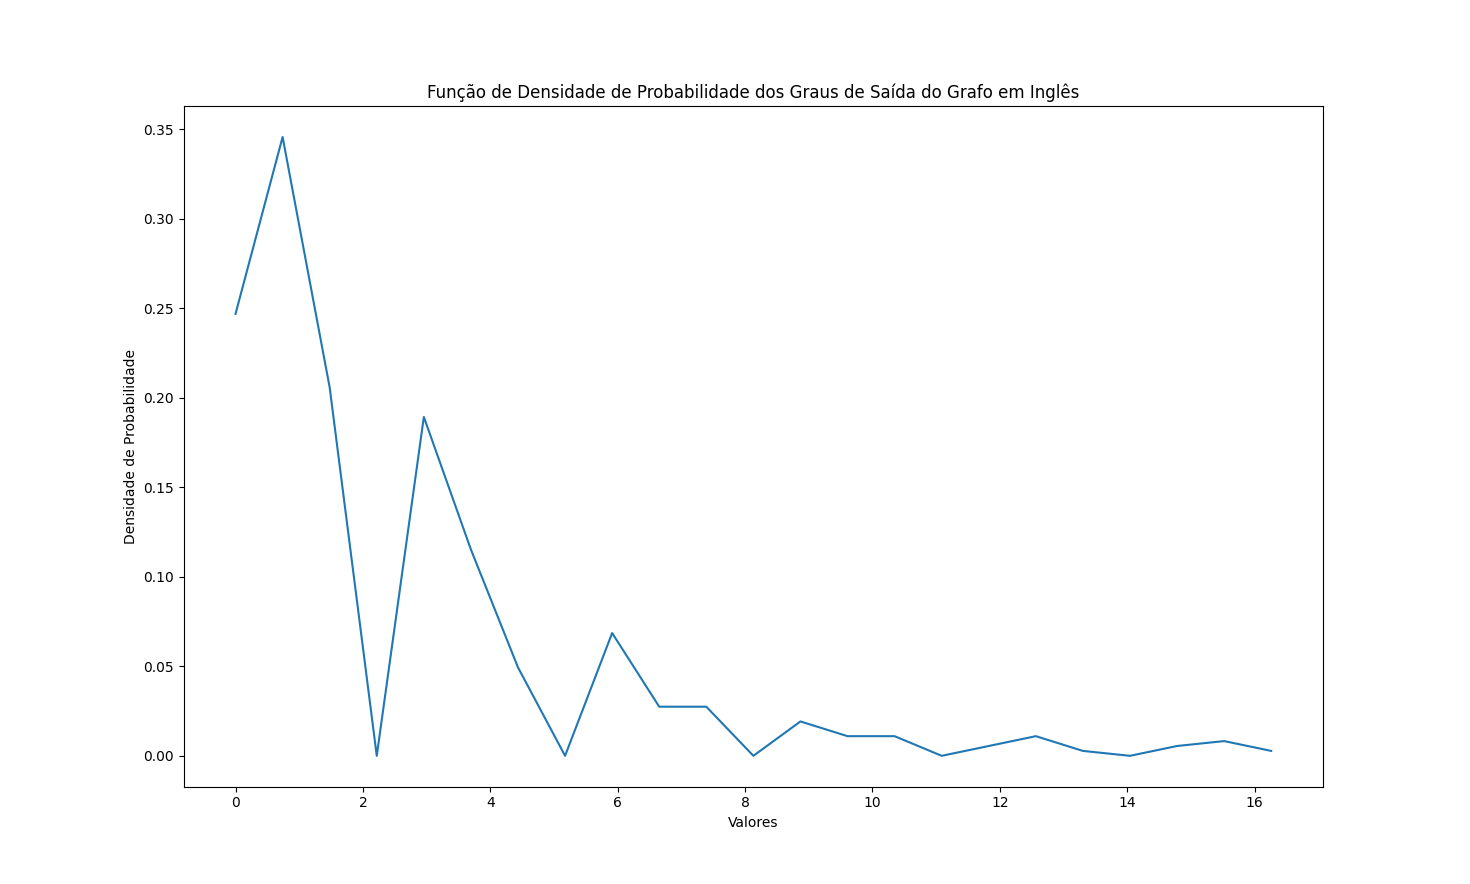 Função de Densidade de Probabilidade dos Graus de Saída do Grafo em Inglês
0.35
0.30
0.25
0.20
0.15
0.10
0.05
0.00
Densidade de Probabilidade
0 2 4 6 8 10 12 14 16
Valores